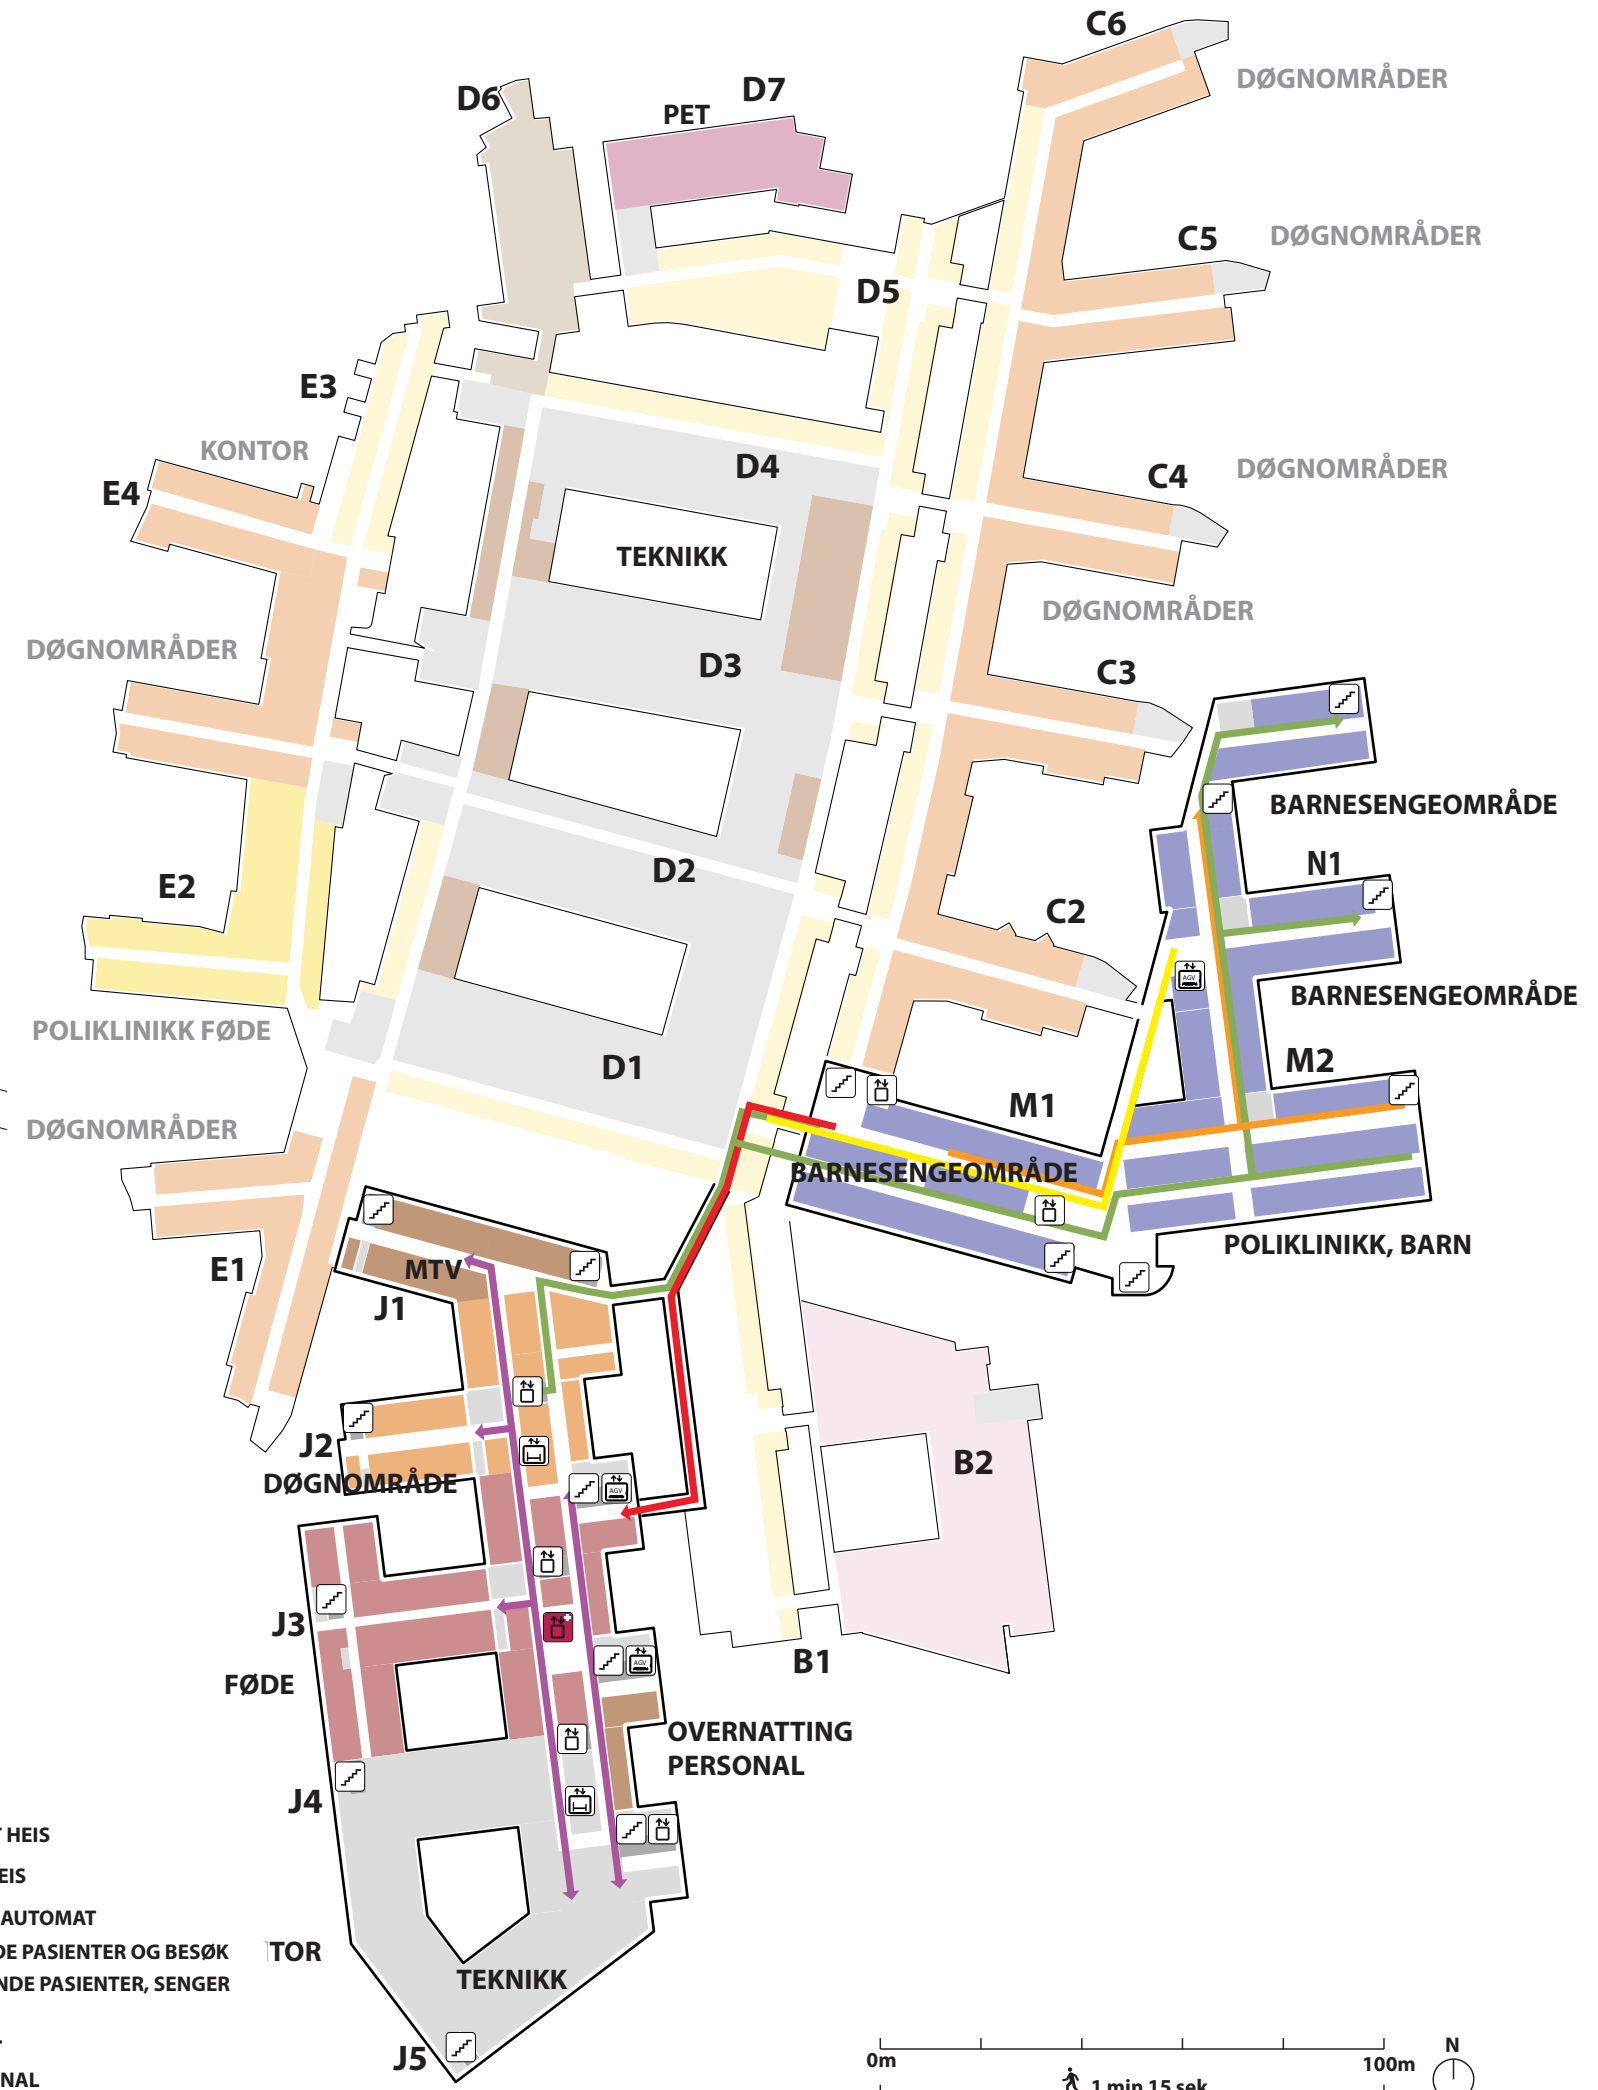 C6
DØGNOMRÅDER
D6
D7
PET
C5
DØGNOMRÅDER
D5
E3
KONTOR
E4
D4
C4
DØGNOMRÅDER
TEKNIKK
DØGNOMRÅDER
DØGNOMRÅDER
D3
C3
BARNESENGEOMRÅDE
N1
D2
E2
C2
AGV
BARNESENGEOMRÅDE
POLIKLINIKK FØDE
D1
M2
M1
DØGNOMRÅDER
BARNESENGEOMRÅDE
POLIKLINIKK, BARN
E1
MTV
J1
J2
DØGNOMRÅDE
B2
AGV
J3
FØDE
AGV
B1
OVERNATTING
PERSONAL
J4
HEIS
EIS
AUTOMAT
DE PASIENTER OG BESØK
TOR
NDE PASIENTER, SENGER
TEKNIKK
J5
NAL
0m
100m
N
1 min 15 sek